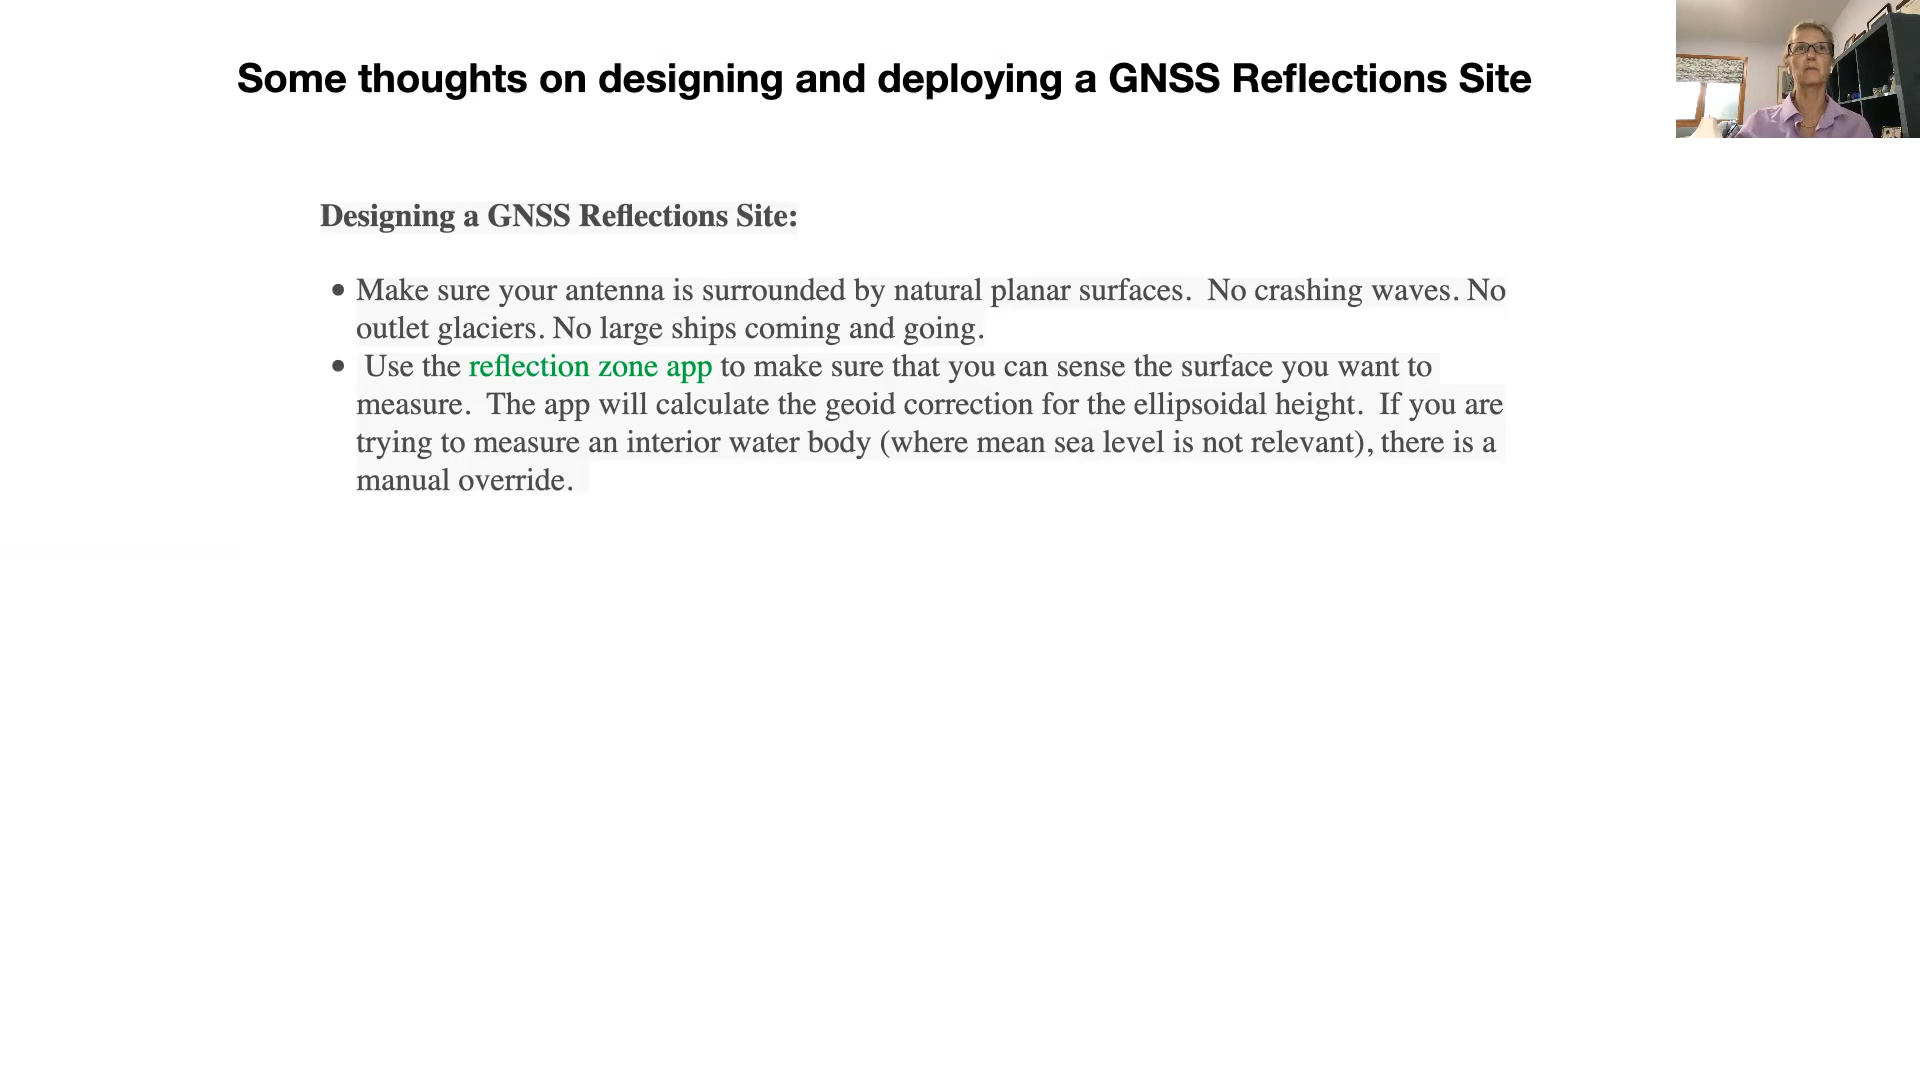 Some thoughts on designing and deploying a GNSS Reflections Site
Designing a GNSS Reflections Site:
• Make sure your antenna is surrounded by natural planar surfaces.  No crashing waves. No
outlet glaciers. No large ships coming and going.
•  Use the reflection zone app to make sure that you can sense the surface you want to
measure.  The app will calculate the geoid correction for the ellipsoidal height.  If you are
trying to measure an interior water body (where mean sea level is not relevant), there is a
manual override.